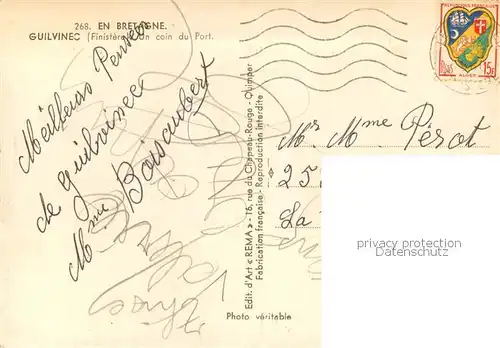 268. EN BRETAGNE.
GUILVINEC (Finistère) Un coin du Port.
Meilleures Pensées
de Guilvinec
Mme Boisaubert
Edit. d'Art « REMA » - 16, rue du Chapeau-Rouge - Quimper
Fabrication française - Reproduction interdite
Photo véritable
REPUBLIQUE FRANÇAISE
15F
ALGER
Mr Mme Pérot
25
La
privacy protection
Datenschutz